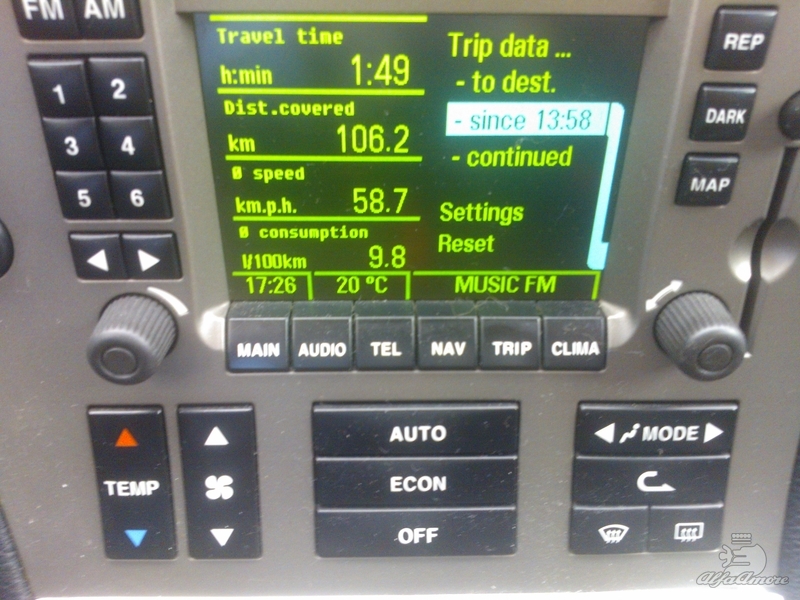 FM AM
1 2
3 4
5 6
Travel time
h:min 1:49
Dist.covered
km 106.2
Ø speed
km.p.h. 58.7
Ø consumption
l/100km 9.8
Trip data ...
- to dest.
- since 13:58
- continued
Settings
Reset
17:26 20 °C MUSIC FM
REP
DARK
MAP
MAIN AUDIO TEL NAV TRIP CLIMA
TEMP
AUTO
ECON
OFF
MODE
AlfaAmore